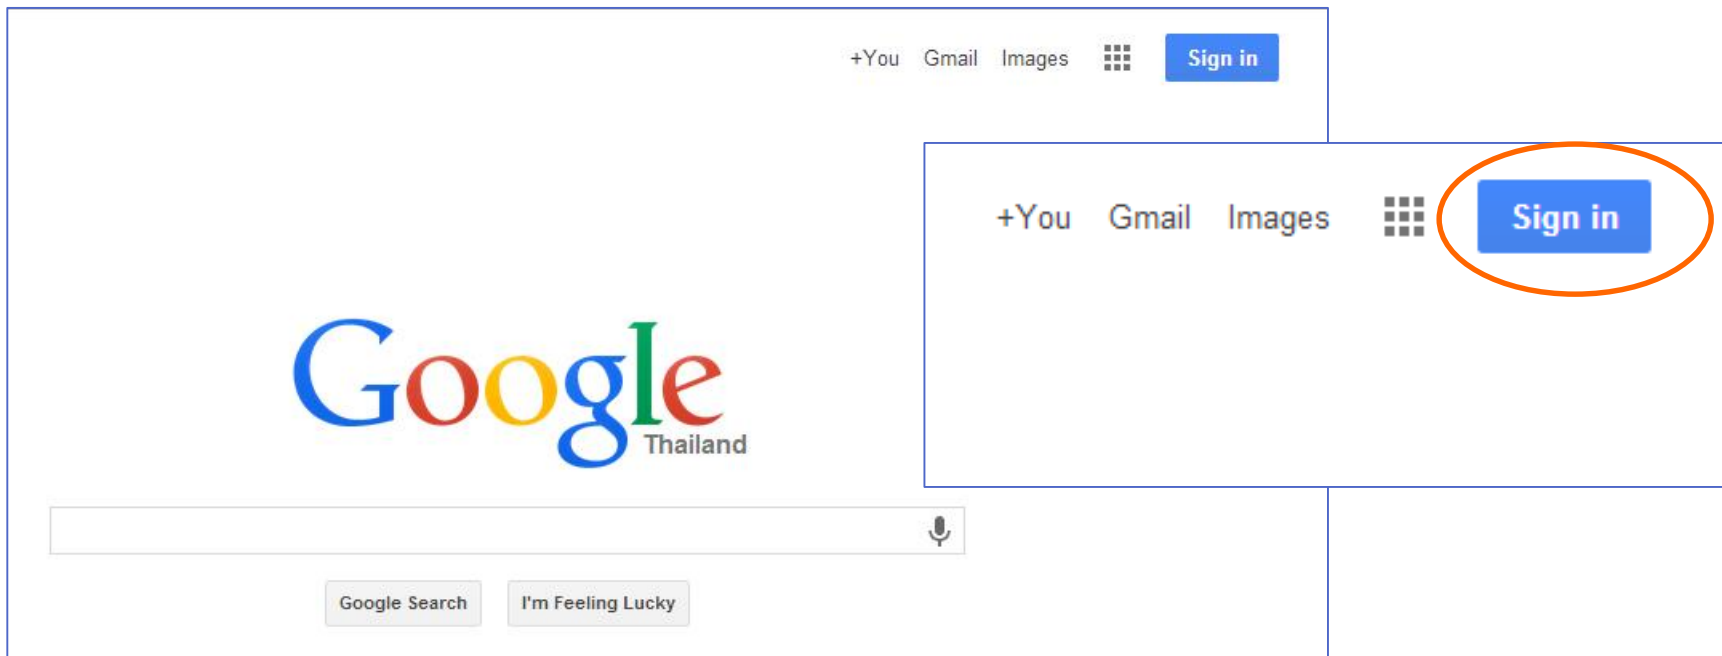 +You Gmail Images Sign in
+You Gmail Images Sign in
Google
Thailand
Google Search I'm Feeling Lucky